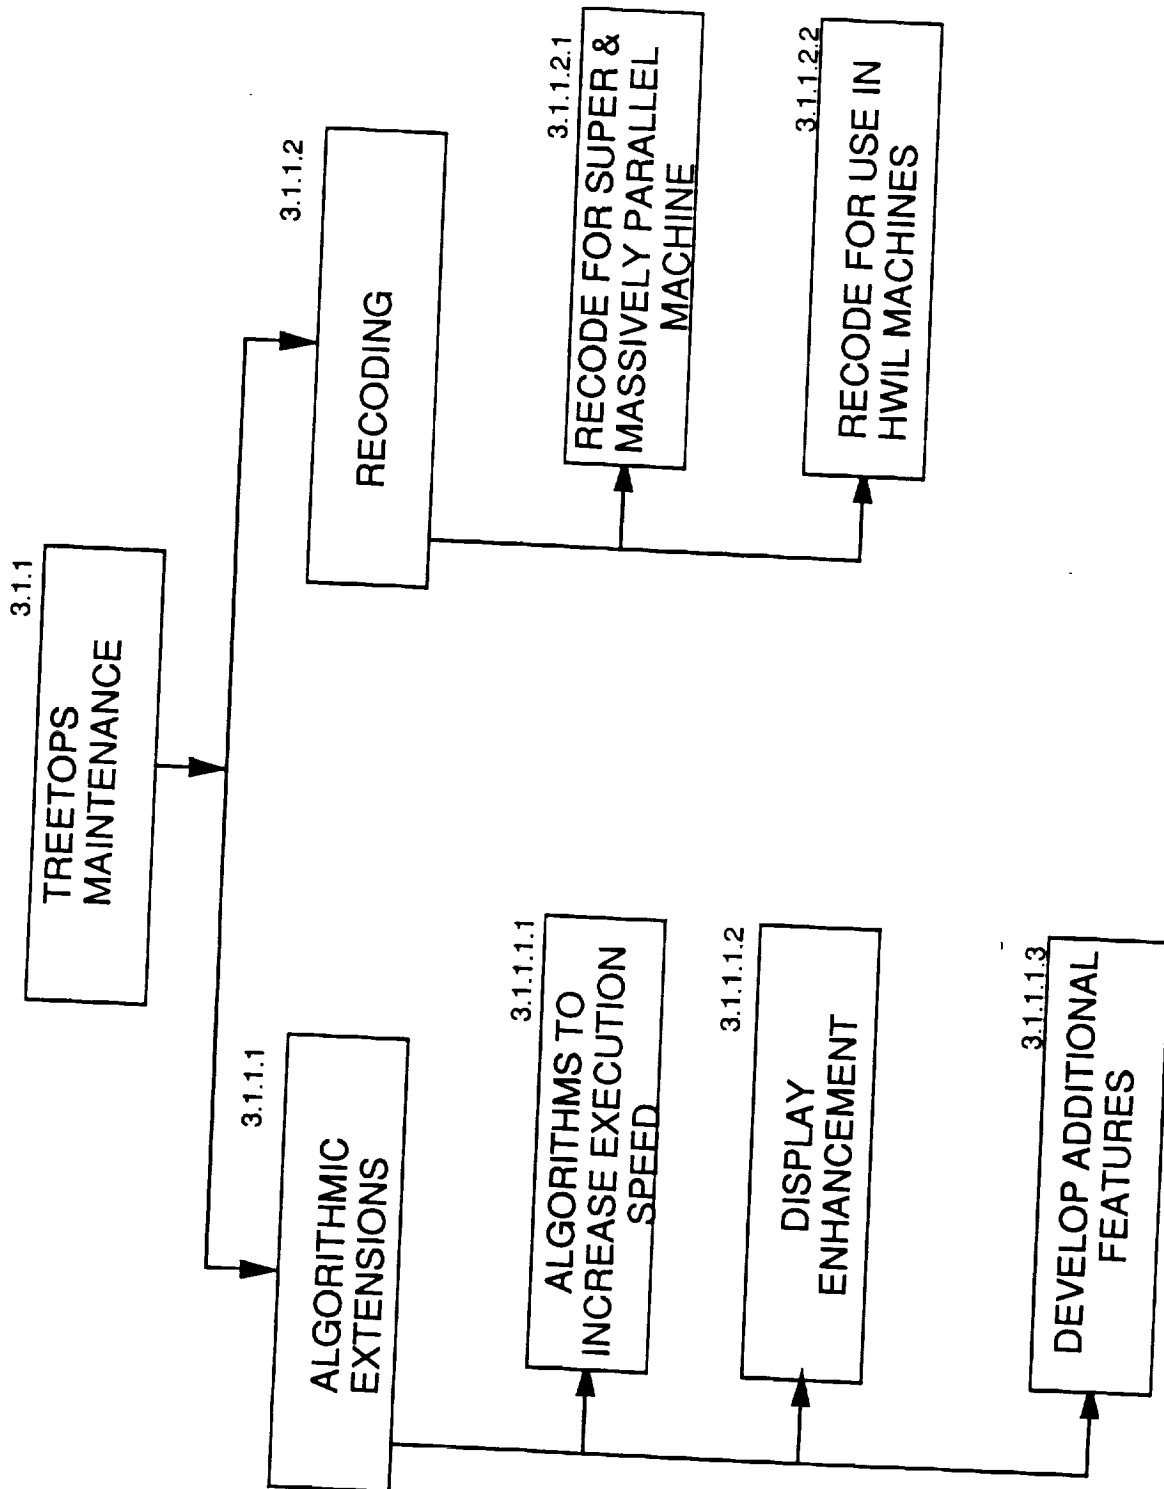 3.1.1
TREETOPS
MAINTENANCE
3.1.1.1
ALGORITHMIC
EXTENSIONS
3.1.1.1.1
ALGORITHMS TO
INCREASE EXECUTION
SPEED
3.1.1.1.2
DISPLAY
ENHANCEMENT
3.1.1.1.3
DEVELOP ADDITIONAL
FEATURES
3.1.1.2
RECODING
3.1.1.2.1
RECODE FOR SUPER &
MASSIVELY PARALLEL
MACHINE
3.1.1.2.2
RECODE FOR USE IN
HWIL MACHINES